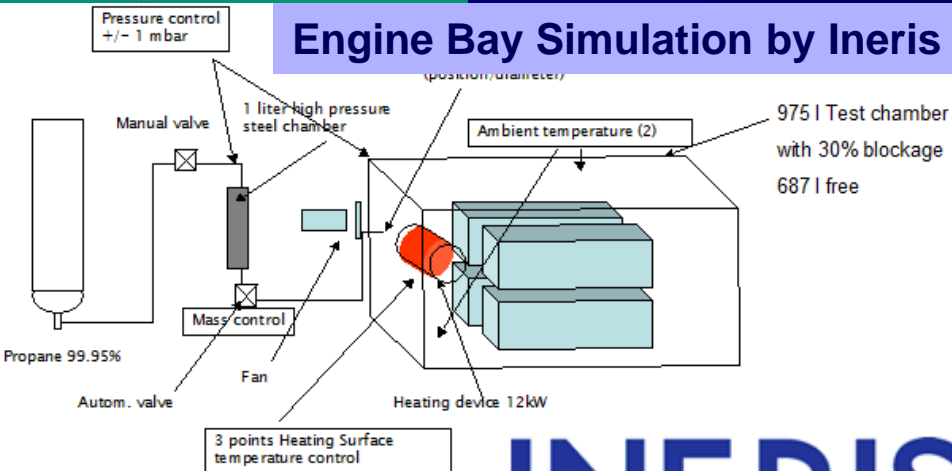 Engine Bay Simulation by Ineris
Pressure control
+/- 1 mbar
(position/diameter)
1 liter high pressure
steel chamber
Manual valve
Ambient temperature (2)
975 l Test chamber
with 30% blockage
687 l free
Mass control
Propane 99.95%
Fan
Autom. valve
Heating device 12kW
3 points Heating Surface
temperature control
INERIS